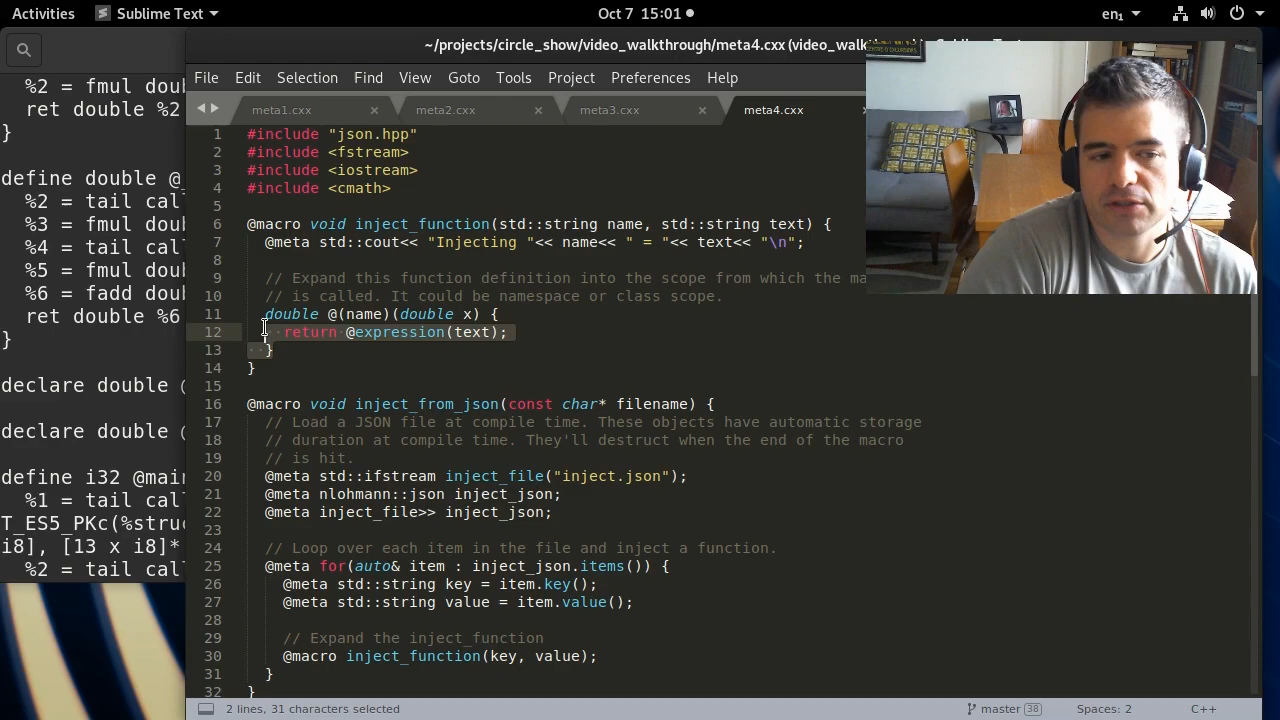 Activities
Sublime Text
Oct 7 15:01
en₁
~/projects/circle_show/video_walkthrough/meta4.cxx (video_walk
File Edit Selection Find View Goto Tools Project Preferences Help
meta1.cxx
meta2.cxx
meta3.cxx
meta4.cxx
%2 = fmul dou
ret double %2
}
define double @_
%2 = tail cal
%3 = fmul dou
%4 = tail cal
%5 = fmul dou
%6 = fadd dou
ret double %6
}
declare double @
declare double @
define i32 @mai
%1 = tail cal
T_ES5_PKc(%stru
i8], [13 x i8]*
%2 = tail cal
1 #include "json.hpp"
2 #include <fstream>
3 #include <iostream>
4 #include <cmath>
5
6 @macro void inject_function(std::string name, std::string text) {
7 @meta std::cout<< "Injecting "<< name<< " = "<< text<< "\n";
8
9 // Expand this function definition into the scope from which the ma
10 // is called. It could be namespace or class scope.
11 double @(name)(double x) {
12 return @expression(text);
13 }
14 }
15
16 @macro void inject_from_json(const char* filename) {
17 // Load a JSON file at compile time. These objects have automatic storage
18 // duration at compile time. They'll destruct when the end of the macro
19 // is hit.
20 @meta std::ifstream inject_file("inject.json");
21 @meta nlohmann::json inject_json;
22 @meta inject_file>> inject_json;
23
24 // Loop over each item in the file and inject a function.
25 @meta for(auto& item : inject_json.items()) {
26 @meta std::string key = item.key();
27 @meta std::string value = item.value();
28
29 // Expand the inject_function
30 @macro inject_function(key, value);
31 }
32 }
2 lines, 31 characters selected
master 38
Spaces: 2
C++